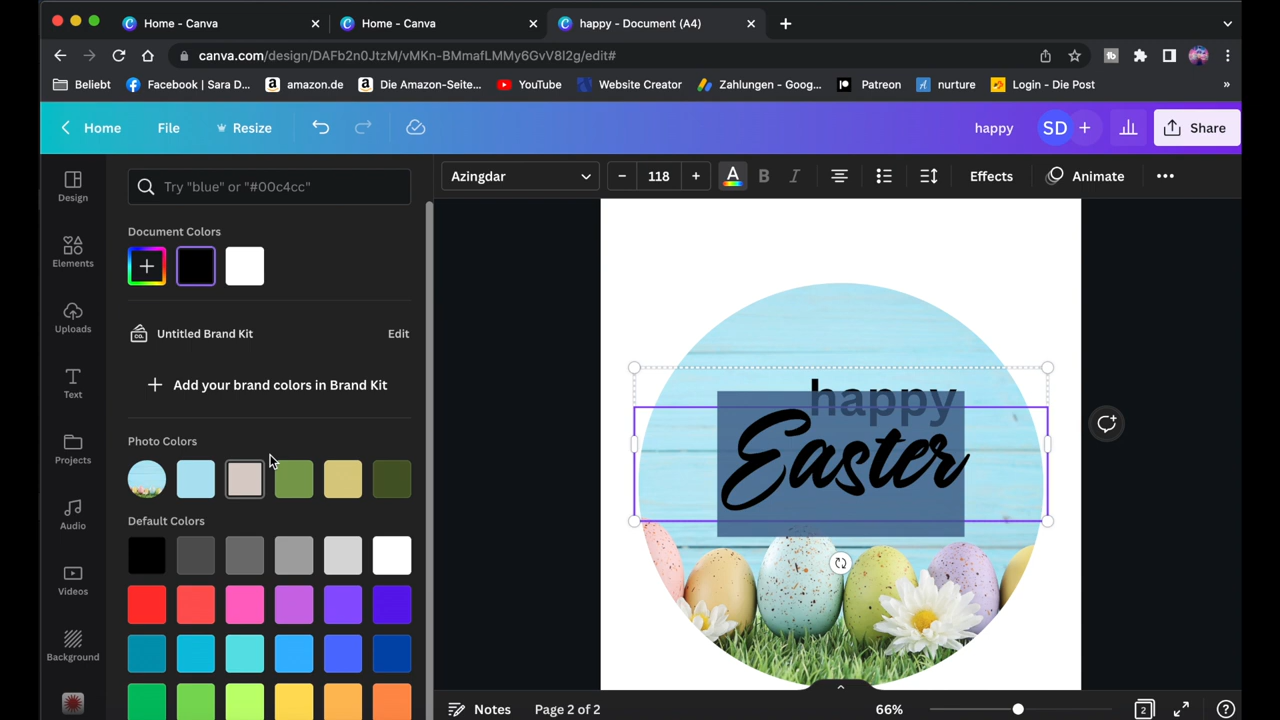 Home - Canva
Home - Canva
happy - Document (A4)
canva.com/design/DAFb2n0JtzM/vMKn-BMmafLMMy6GvV8I2g/edit#
Beliebt
Facebook | Sara D...
amazon.de
Die Amazon-Seite...
YouTube
Website Creator
Zahlungen - Goog...
Patreon
nurture
Login - Die Post
»
Home
File
Resize
happy
SD
+
Share
Design
Elements
Uploads
Text
Projects
Audio
Videos
Background
Try "blue" or "#00c4cc"
Document Colors
CO.
Untitled Brand Kit
Edit
+ Add your brand colors in Brand Kit
Photo Colors
Default Colors
Azingdar
− 118 +
A
B
I
Effects
Animate
happy
Easter
Notes
Page 2 of 2
66%
2
?